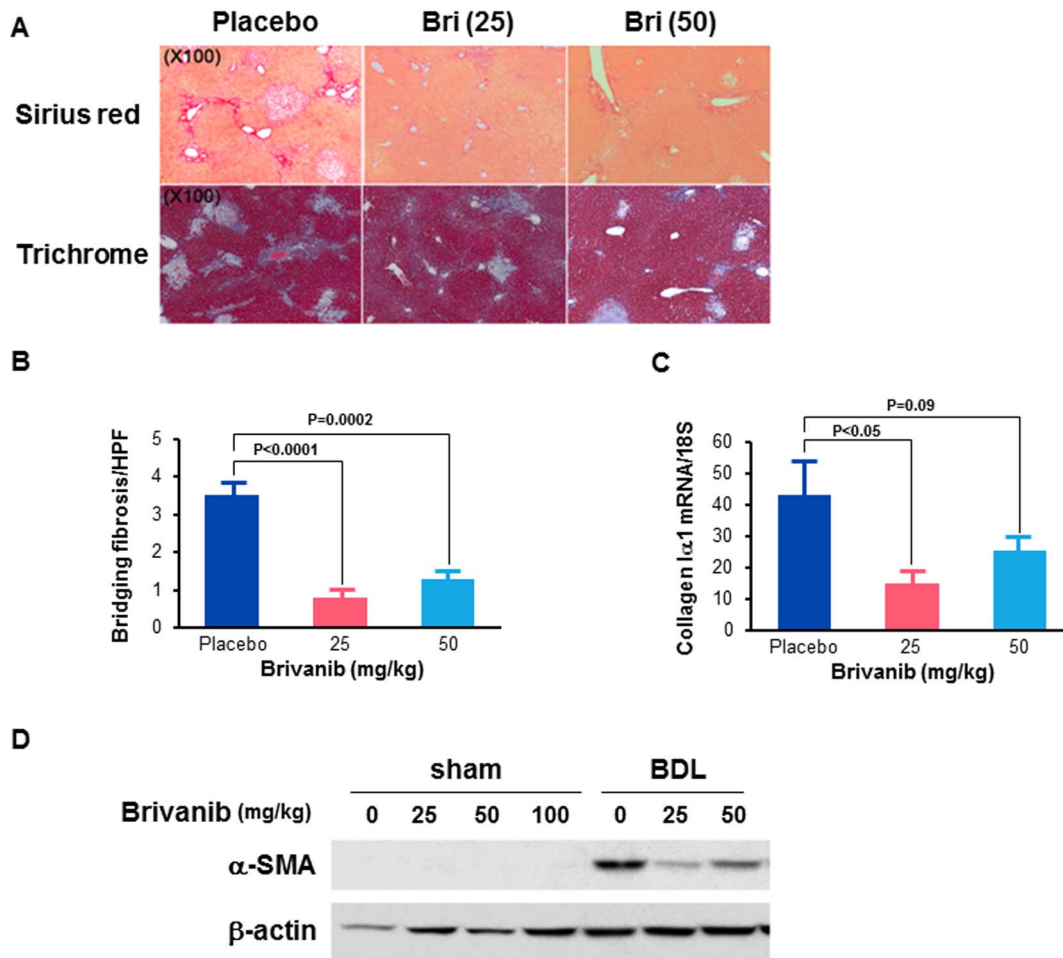 A
Placebo
Bri (25)
Bri (50)
(X100)
Sirius red
(X100)
Trichrome
B
P=0.0002
P<0.0001
Bridging fibrosis/HPF
5
4
3
2
1
0
Placebo
25
50
Brivanib (mg/kg)
C
P=0.09
P<0.05
Collagen Iα1 mRNA/18S
60
50
40
30
20
10
0
Placebo
25
50
Brivanib (mg/kg)
D
sham
BDL
Brivanib (mg/kg)
0 25 50 100 0 25 50
α-SMA
β-actin